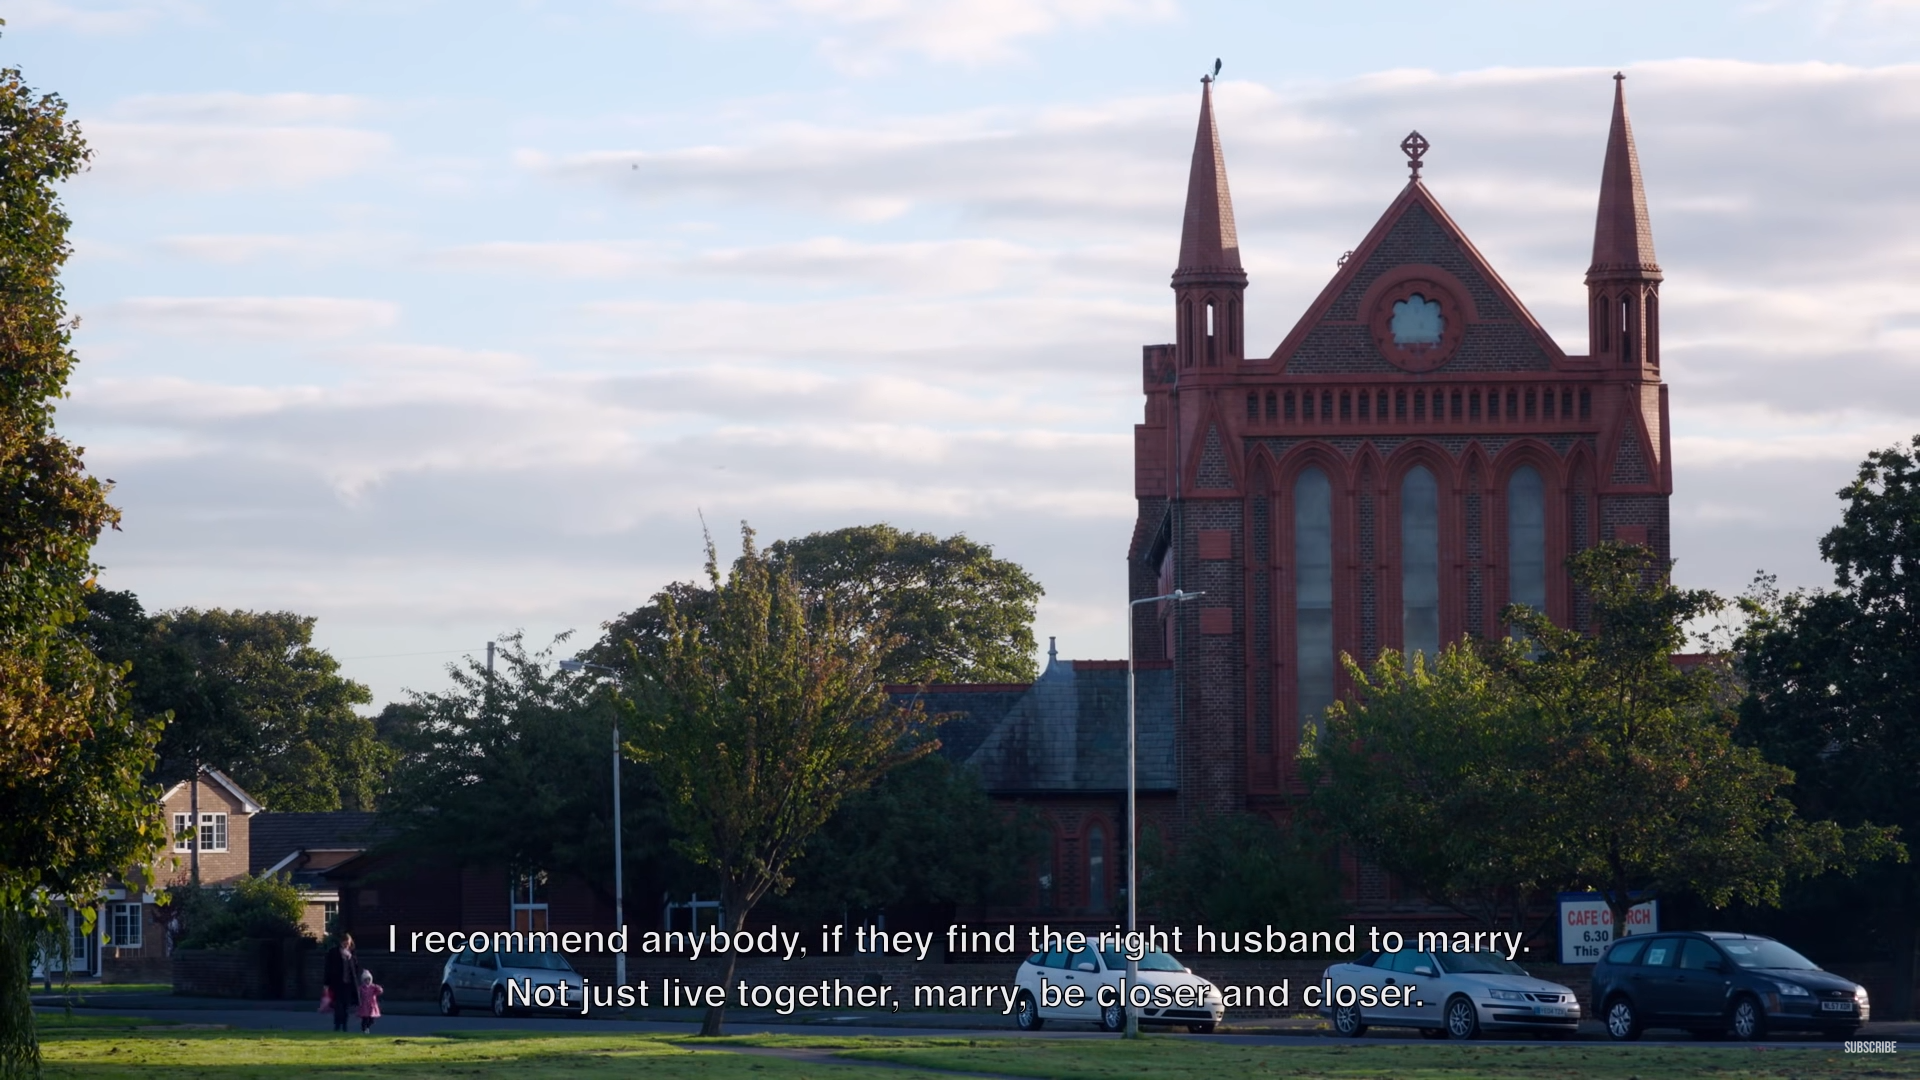 CAFE CHURCH
6.30
This
I recommend anybody, if they find the right husband to marry.
Not just live together, marry, be closer and closer.
SUBSCRIBE